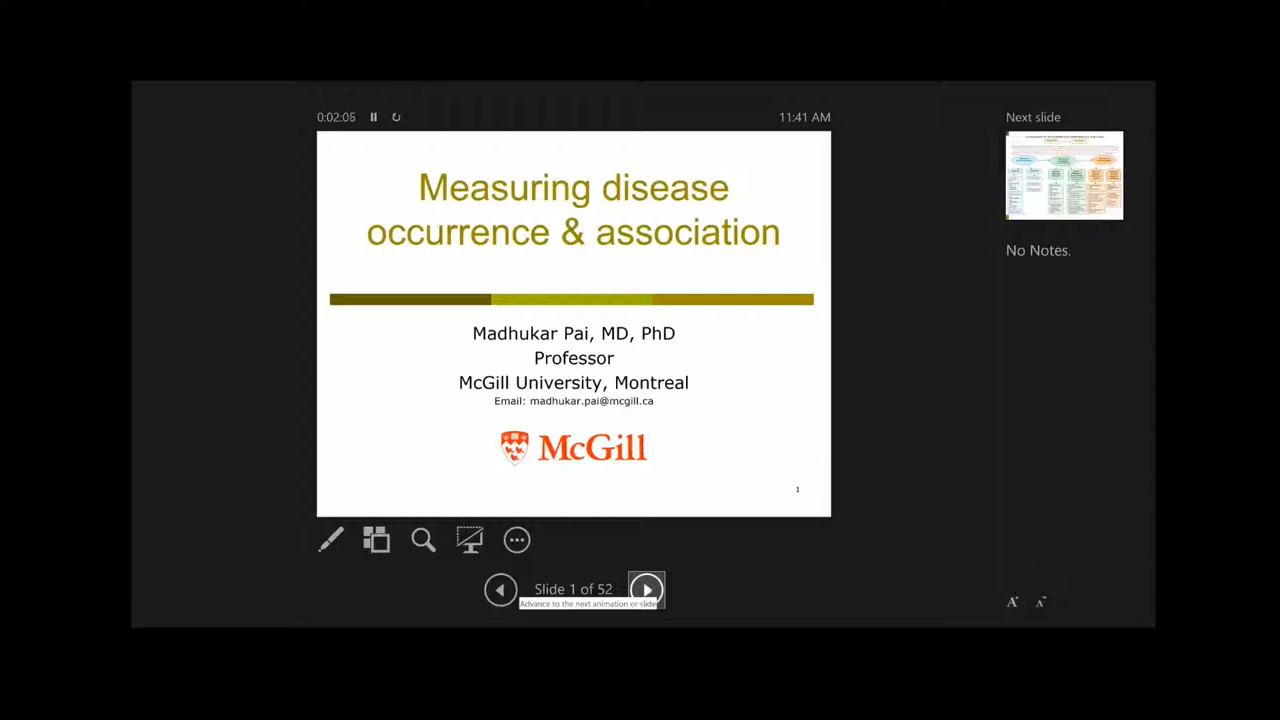 0:02:05
11:41 AM
Next slide
Measuring disease
occurrence & association
No Notes.
Madhukar Pai, MD, PhD
Professor
McGill University, Montreal
Email: madhukar.pai@mcgill.ca
McGill
1
Slide 1 of 52
Advance to the next animation or slide
A A